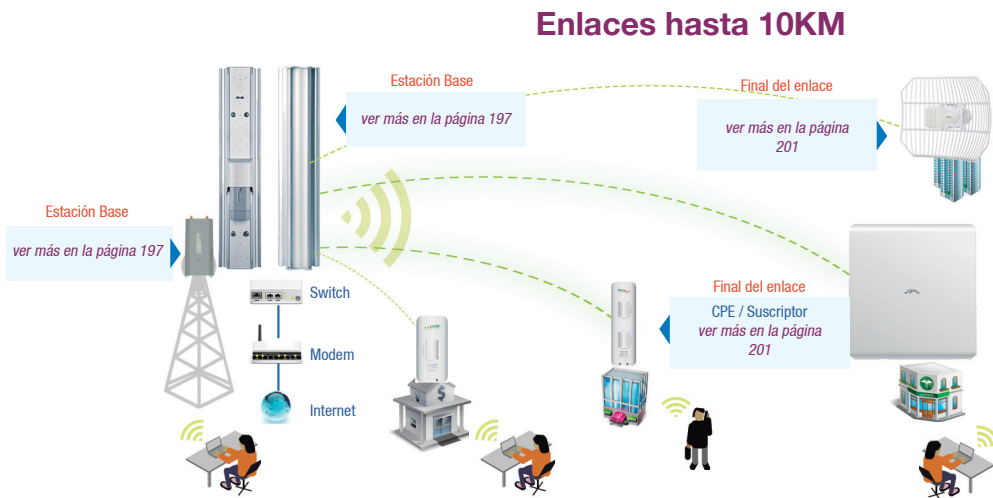 Enlaces hasta 10KM
Estación Base
ver más en la página 197
Final del enlace
ver más en la página
201
Estación Base
ver más en la página 197
Final del enlace
CPE / Suscriptor
ver más en la página
201
Switch
Modem
Internet
$